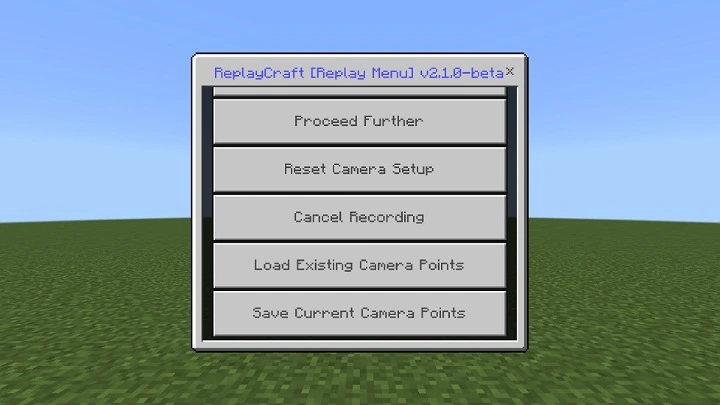 ReplayCraft [Replay Menu] v2.1.0-beta
Proceed Further
Reset Camera Setup
Cancel Recording
Load Existing Camera Points
Save Current Camera Points